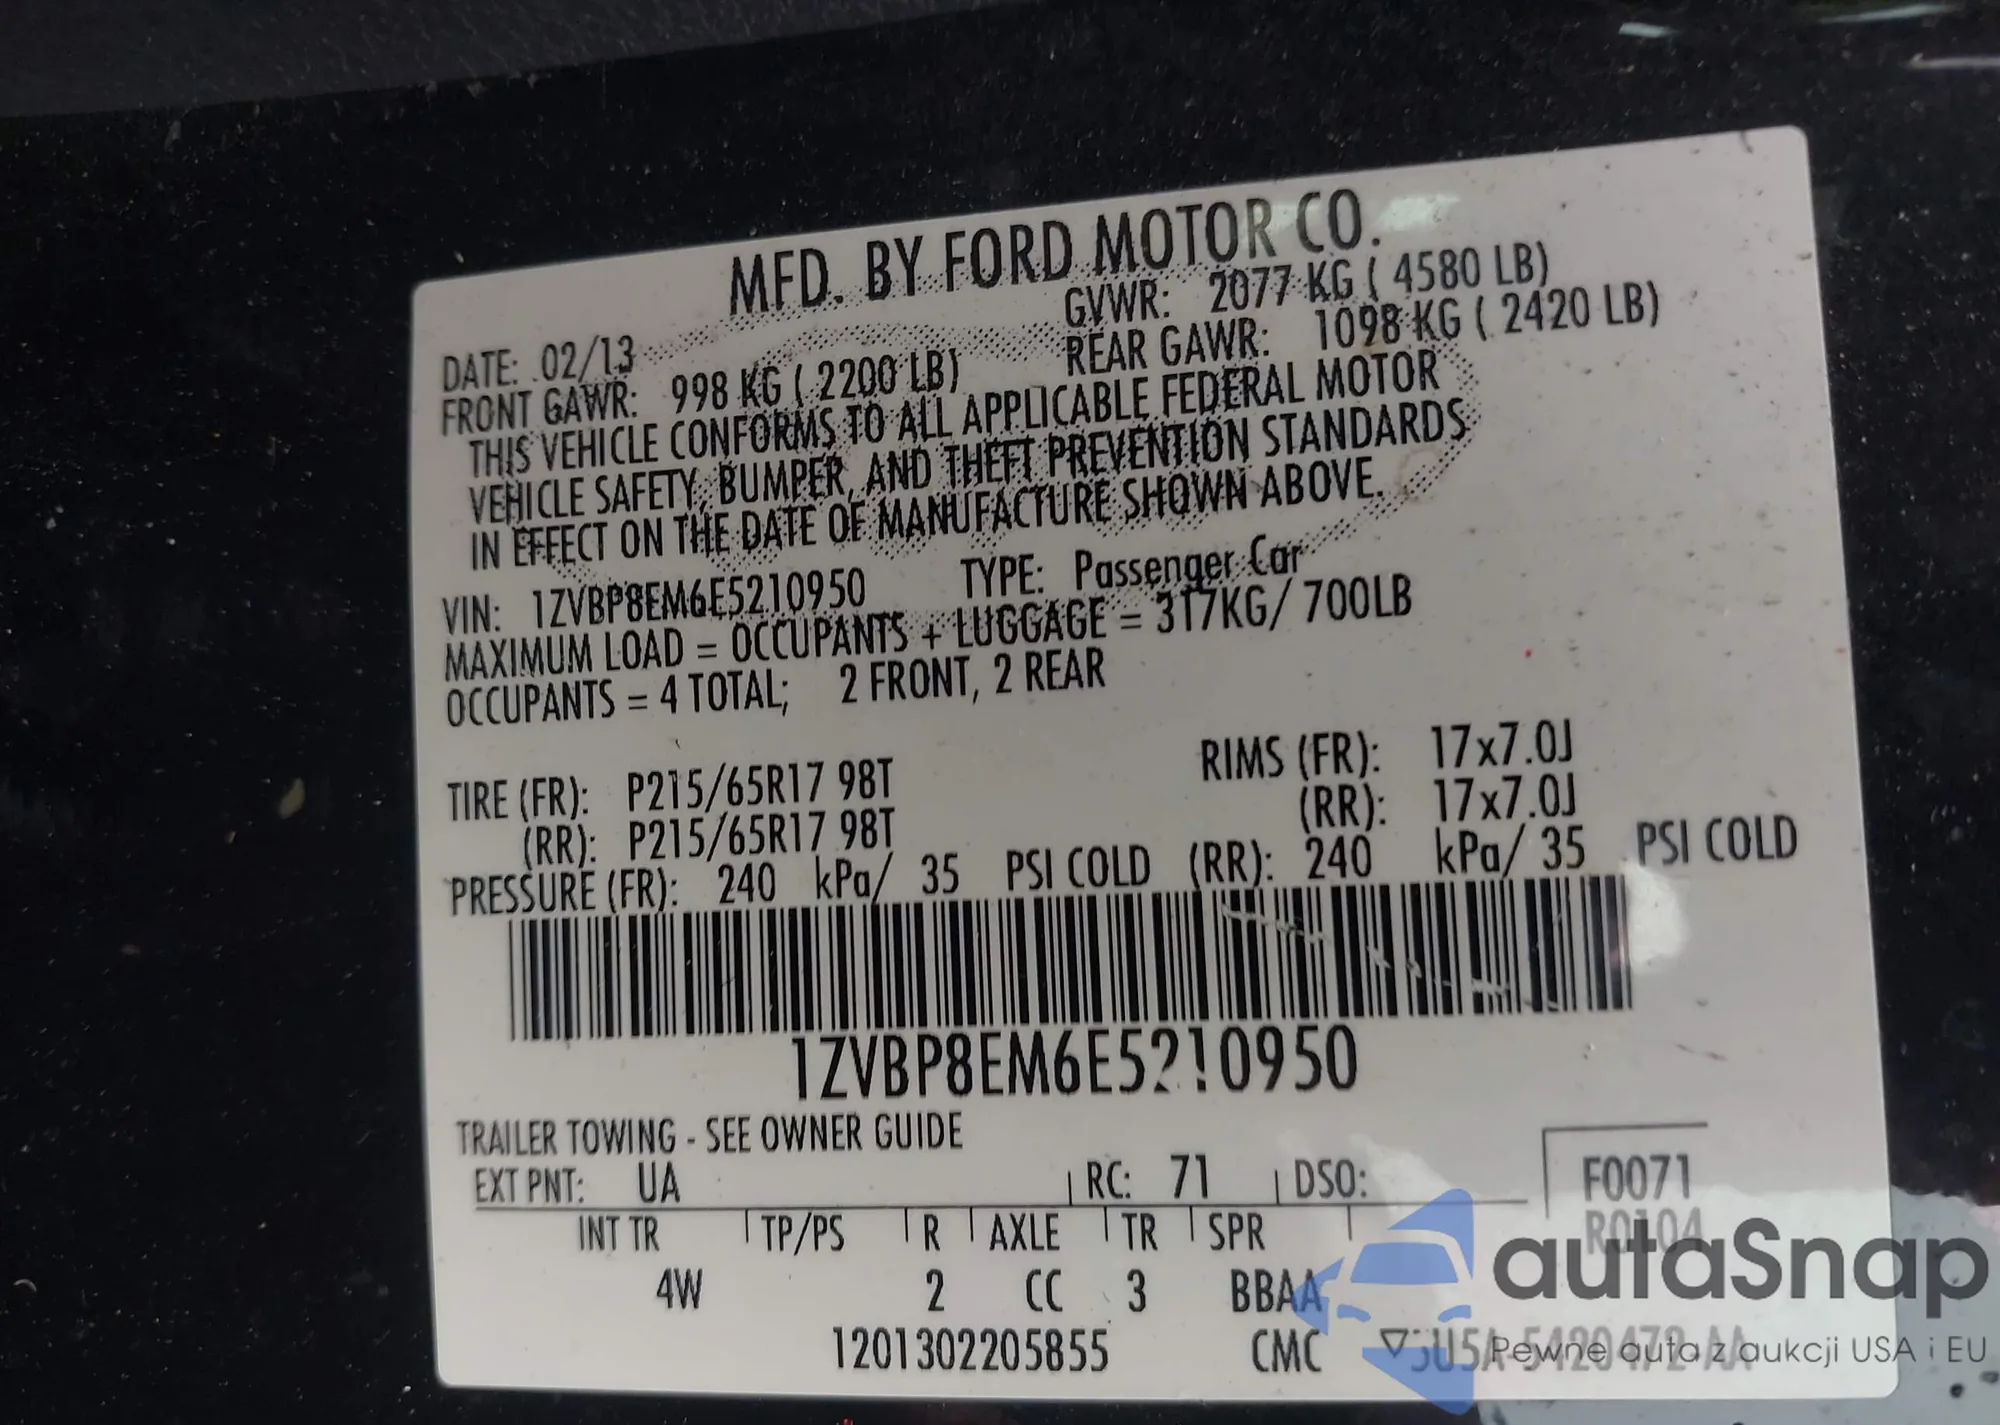 MFD. BY FORD MOTOR CO.
DATE: 02/13 GVWR: 2077 KG ( 4580 LB)
FRONT GAWR: 998 KG ( 2200 LB) REAR GAWR: 1098 KG ( 2420 LB)
THIS VEHICLE CONFORMS TO ALL APPLICABLE FEDERAL MOTOR
VEHICLE SAFETY, BUMPER, AND THEFT PREVENTION STANDARDS
IN EFFECT ON THE DATE OF MANUFACTURE SHOWN ABOVE.
VIN: 1ZVBP8EM6E5210950 TYPE: Passenger Car
MAXIMUM LOAD = OCCUPANTS + LUGGAGE = 317KG/ 700LB
OCCUPANTS = 4 TOTAL; 2 FRONT, 2 REAR
TIRE (FR): P215/65R17 98T RIMS (FR): 17x7.0J
(RR): P215/65R17 98T (RR): 17x7.0J
PRESSURE (FR): 240 kPa/ 35 PSI COLD (RR): 240 kPa/ 35 PSI COLD
1ZVBP8EM6E5210950
TRAILER TOWING - SEE OWNER GUIDE
EXT PNT: UA RC: 71 DSO: F0071
INT TR TP/PS R AXLE TR SPR R0104
4W 2 CC 3 BBAA
1201302205855 CMC
autaSnap
Pewne auta z aukcji USA i EU